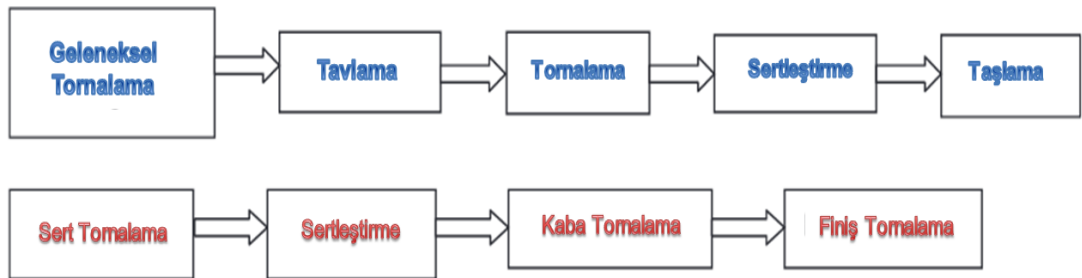 Geleneksel
Tornalama
Tavlama
Tornalama
Sertleştirme
Taşlama
Sert Tornalama
Sertleştirme
Kaba Tornalama
Finiş Tornalama